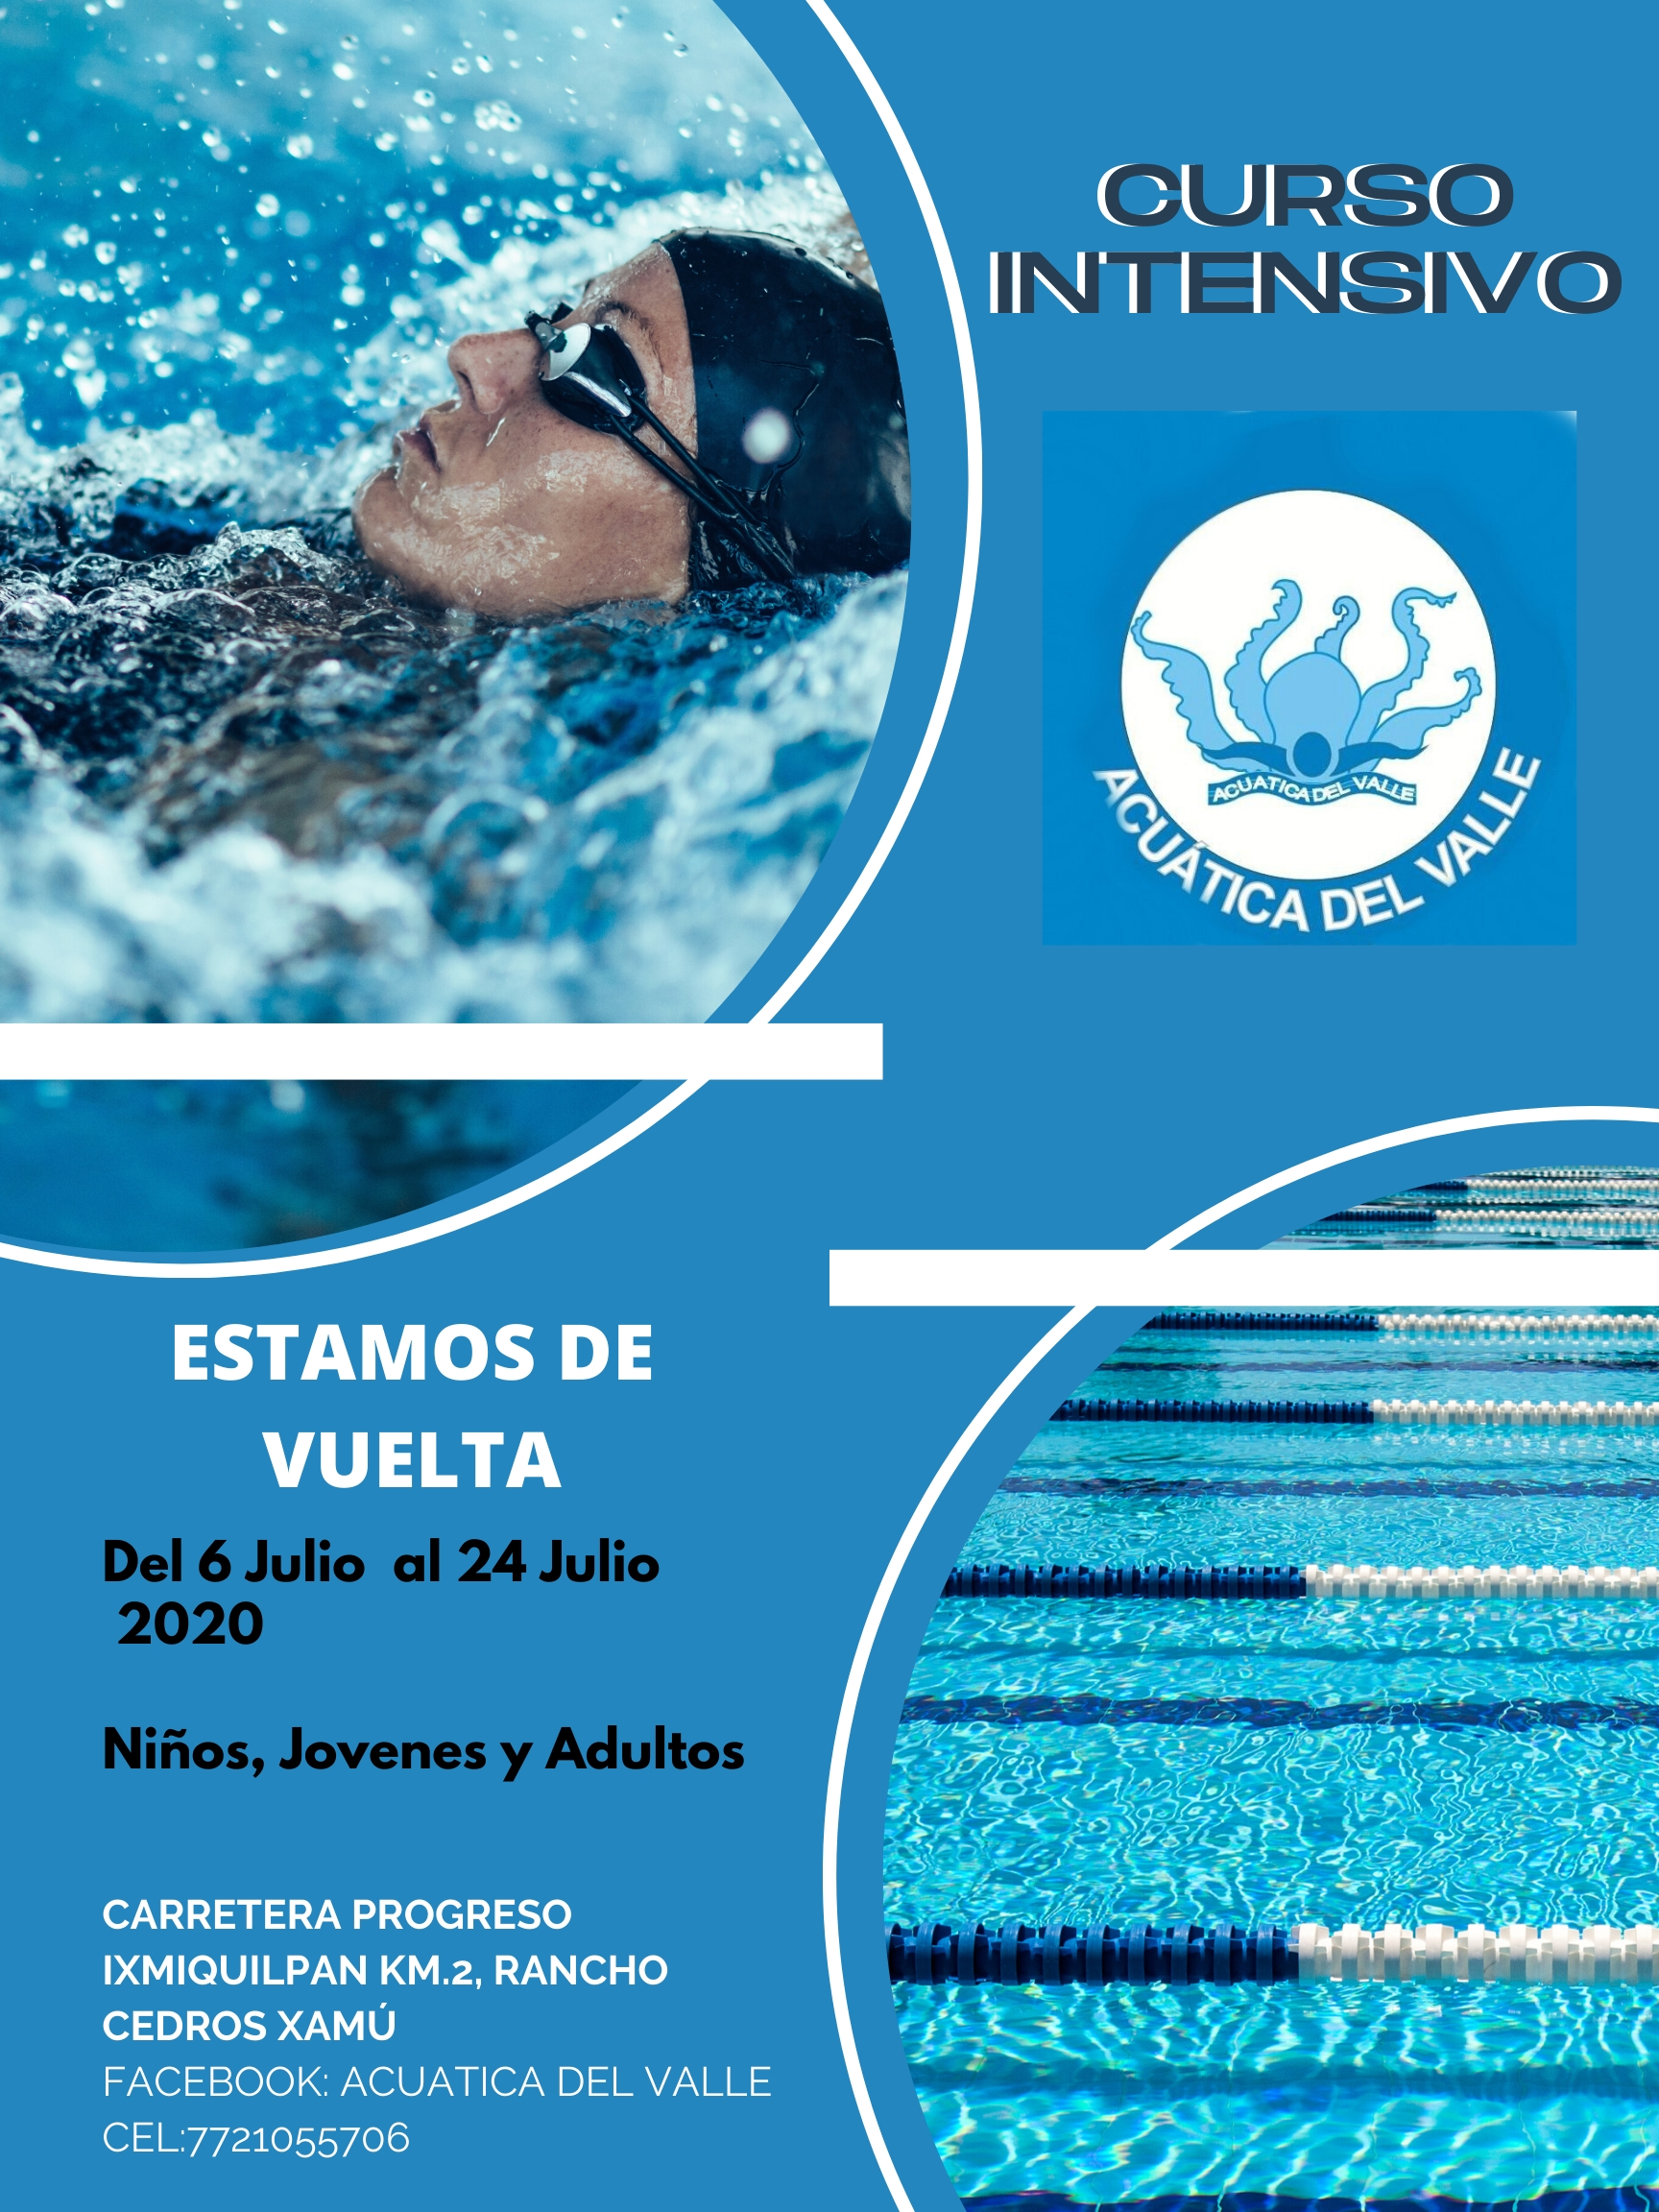 CURSO
INTENSIVO
ACUATICA DEL VALLE
ACUÁTICA DEL VALLE
ESTAMOS DE
VUELTA
Del 6 Julio  al 24 Julio
2020
Niños, Jovenes y Adultos
CARRETERA PROGRESO
IXMIQUILPAN KM.2, RANCHO
CEDROS XAMÚ
FACEBOOK: ACUATICA DEL VALLE
CEL:7721055706